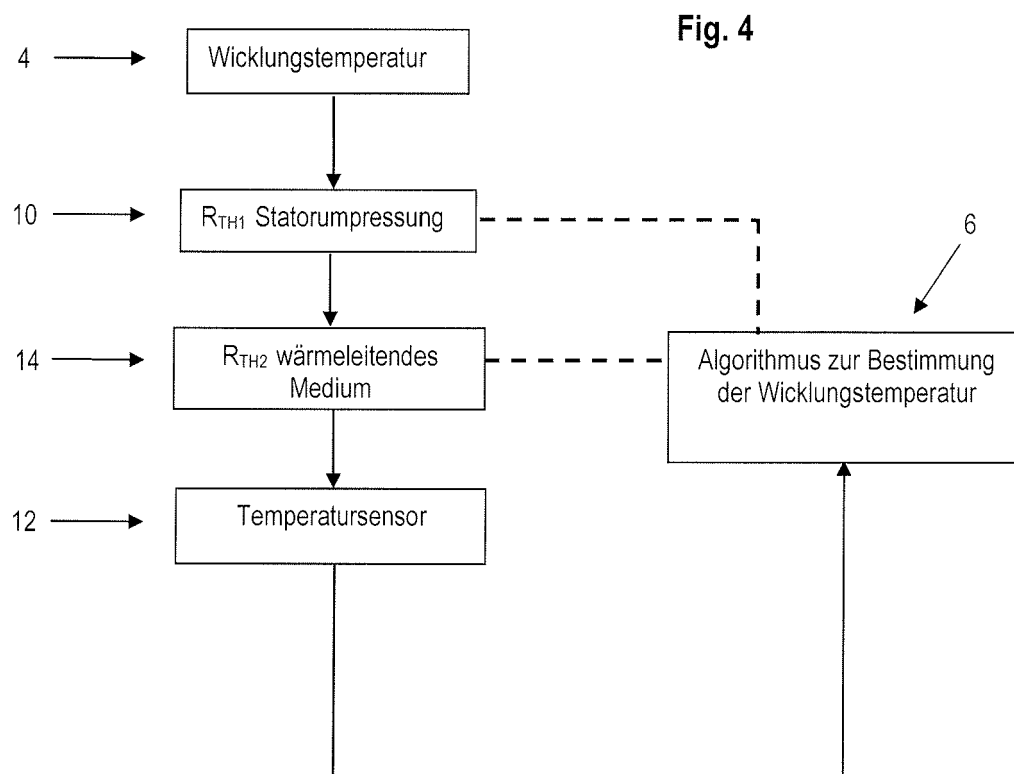 Fig. 4
4
Wicklungstemperatur
10
RTH1 Statorumpressung
6
14
RTH2 wärmeleitendes
Medium
Algorithmus zur Bestimmung
der Wicklungstemperatur
12
Temperatursensor